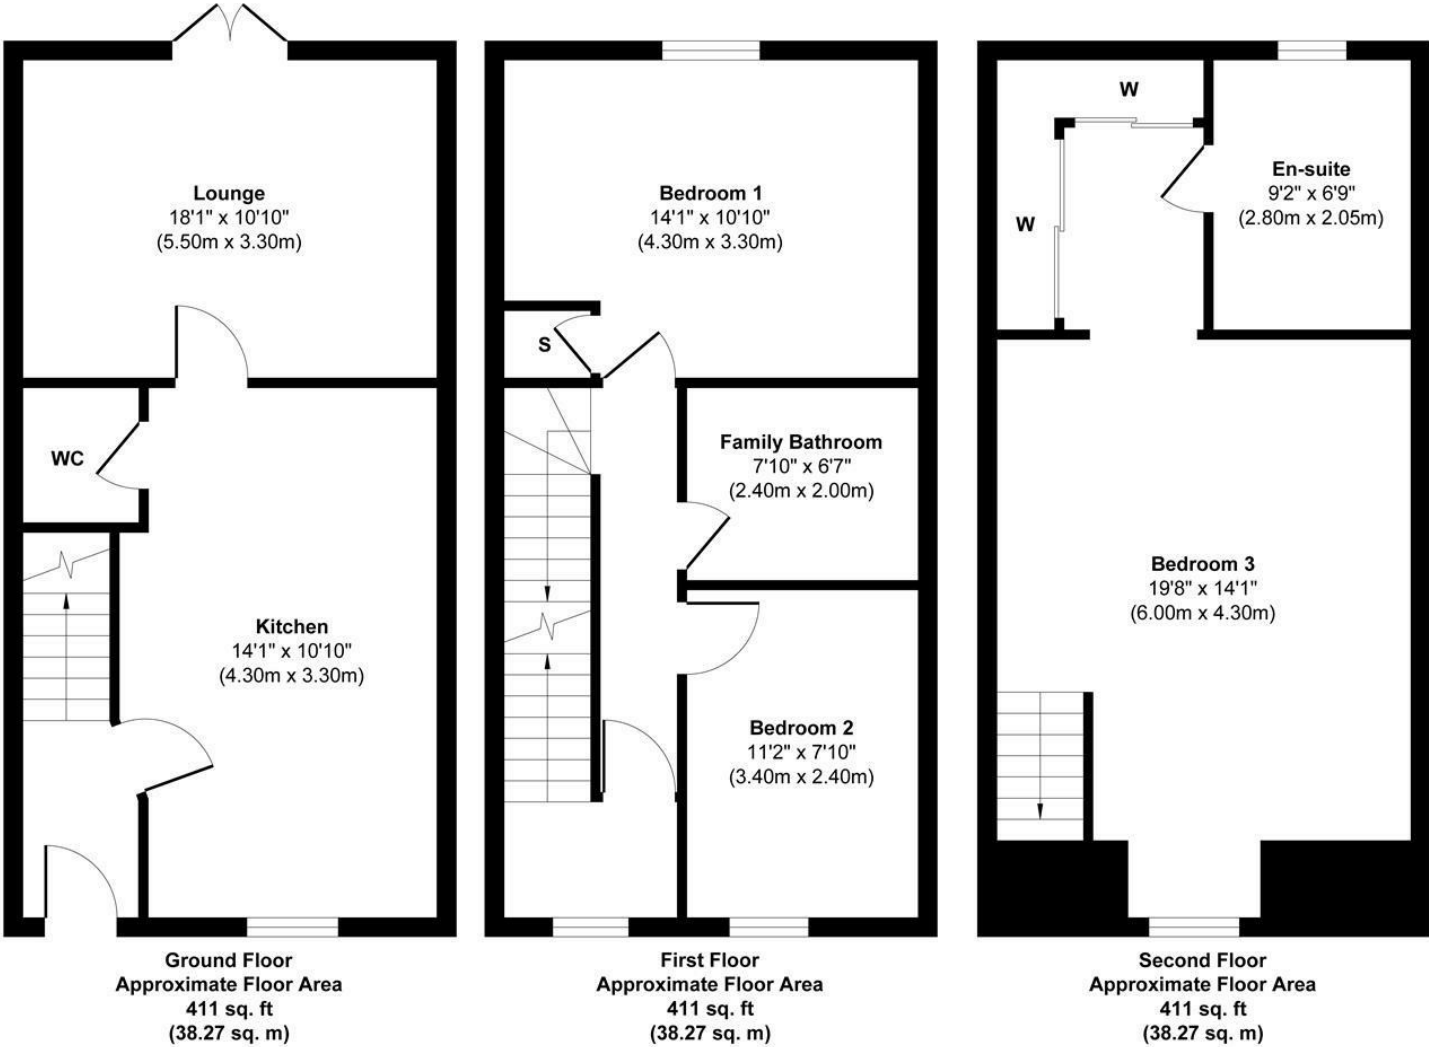 Lounge
18'1" x 10'10"
(5.50m x 3.30m)
WC
Kitchen
14'1" x 10'10"
(4.30m x 3.30m)
Ground Floor
Approximate Floor Area
411 sq. ft
(38.27 sq. m)
Bedroom 1
14'1" x 10'10"
(4.30m x 3.30m)
S
Family Bathroom
7'10" x 6'7"
(2.40m x 2.00m)
Bedroom 2
11'2" x 7'10"
(3.40m x 2.40m)
First Floor
Approximate Floor Area
411 sq. ft
(38.27 sq. m)
W
En-suite
9'2" x 6'9"
(2.80m x 2.05m)
W
Bedroom 3
19'8" x 14'1"
(6.00m x 4.30m)
Second Floor
Approximate Floor Area
411 sq. ft
(38.27 sq. m)